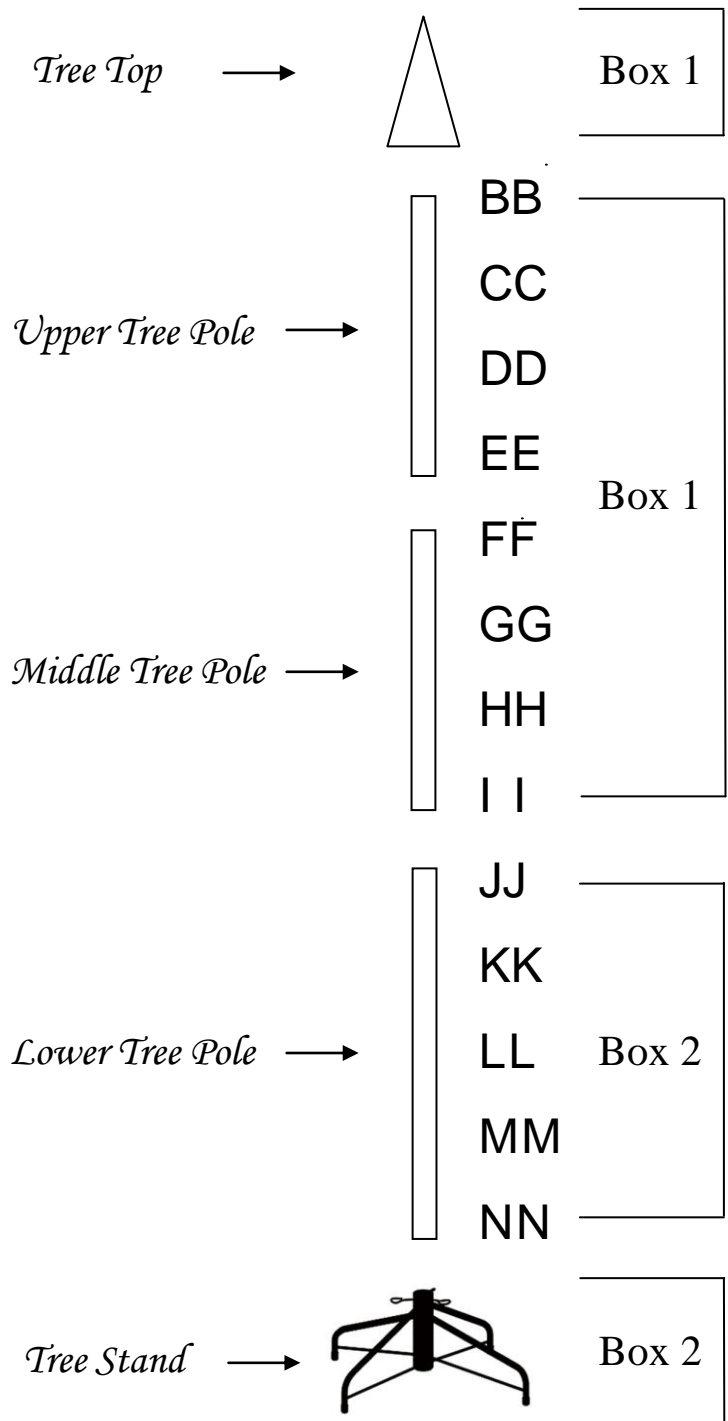 Tree Top
Box 1
BB
CC
Upper Tree Pole
DD
EE
Box 1
FF
GG
Middle Tree Pole
HH
I I
JJ
KK
Lower Tree Pole
LL
Box 2
MM
NN
Tree Stand
Box 2